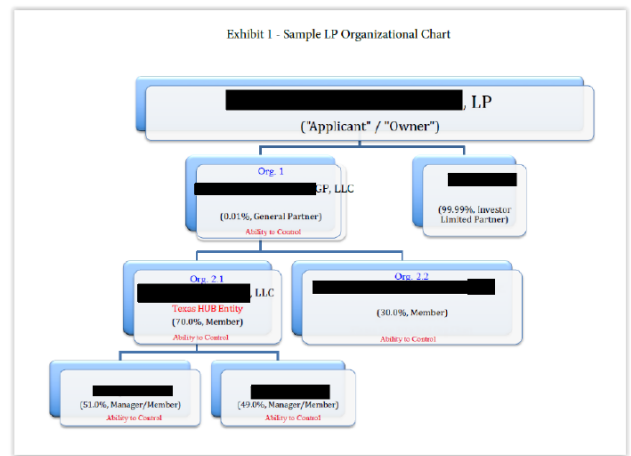 Exhibit 1 - Sample LP Organizational Chart
, LP
("Applicant" / "Owner")
Org. 1
GP, LLC
(0.01%, General Partner)
Ability to Control
(99.99%, Investor
Limited Partner)
Org. 2.1
, LLC
Texas HUB Entity
(70.0%, Member)
Ability to Control
Org. 2.2
(30.0%, Member)
Ability to Control
(51.0%, Manager/Member)
Ability to Control
(49.0%, Manager/Member)
Ability to Control